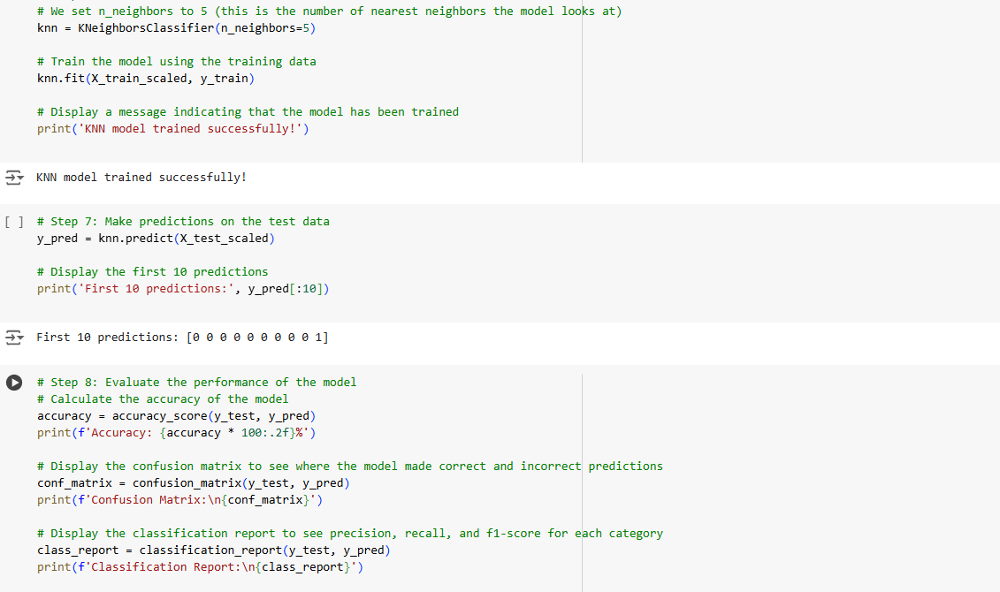 # We set n_neighbors to 5 (this is the number of nearest neighbors the model looks at)
knn = KNeighborsClassifier(n_neighbors=5)
# Train the model using the training data
knn.fit(X_train_scaled, y_train)
# Display a message indicating that the model has been trained
print('KNN model trained successfully!')
KNN model trained successfully!
[ ] # Step 7: Make predictions on the test data
y_pred = knn.predict(X_test_scaled)
# Display the first 10 predictions
print('First 10 predictions:', y_pred[:10])
First 10 predictions: [0 0 0 0 0 0 0 0 0 1]
# Step 8: Evaluate the performance of the model
# Calculate the accuracy of the model
accuracy = accuracy_score(y_test, y_pred)
print(f'Accuracy: {accuracy * 100:.2f}%')
# Display the confusion matrix to see where the model made correct and incorrect predictions
conf_matrix = confusion_matrix(y_test, y_pred)
print(f'Confusion Matrix:\n{conf_matrix}')
# Display the classification report to see precision, recall, and f1-score for each category
class_report = classification_report(y_test, y_pred)
print(f'Classification Report:\n{class_report}')